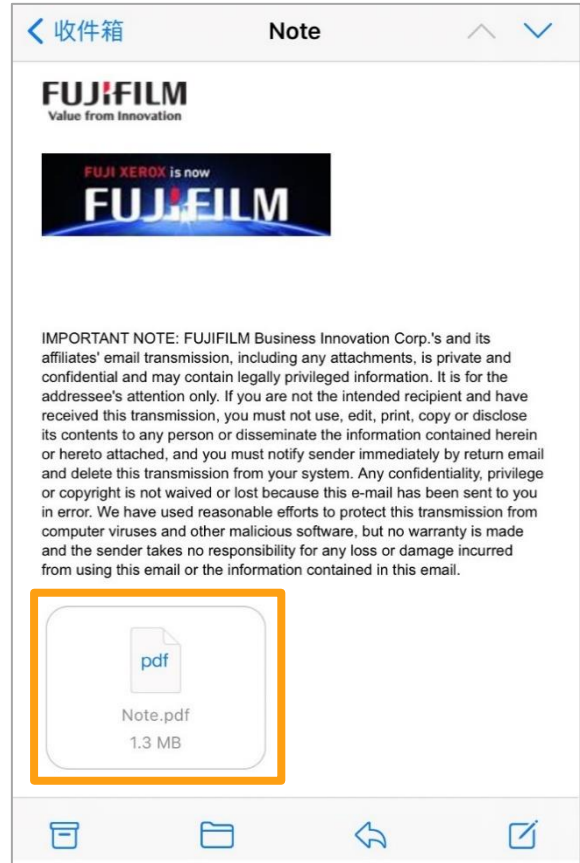 收件箱
Note
FUJIFILM
Value from Innovation
FUJI XEROX is now
FUJIFILM
IMPORTANT NOTE: FUJIFILM Business Innovation Corp.'s and its
affiliates' email transmission, including any attachments, is private and
confidential and may contain legally privileged information. It is for the
addressee's attention only. If you are not the intended recipient and have
received this transmission, you must not use, edit, print, copy or disclose
its contents to any person or disseminate the information contained herein
or hereto attached, and you must notify sender immediately by return email
and delete this transmission from your system. Any confidentiality, privilege
or copyright is not waived or lost because this e-mail has been sent to you
in error. We have used reasonable efforts to protect this transmission from
computer viruses and other malicious software, but no warranty is made
and the sender takes no responsibility for any loss or damage incurred
from using this email or the information contained in this email.
pdf
Note.pdf
1.3 MB